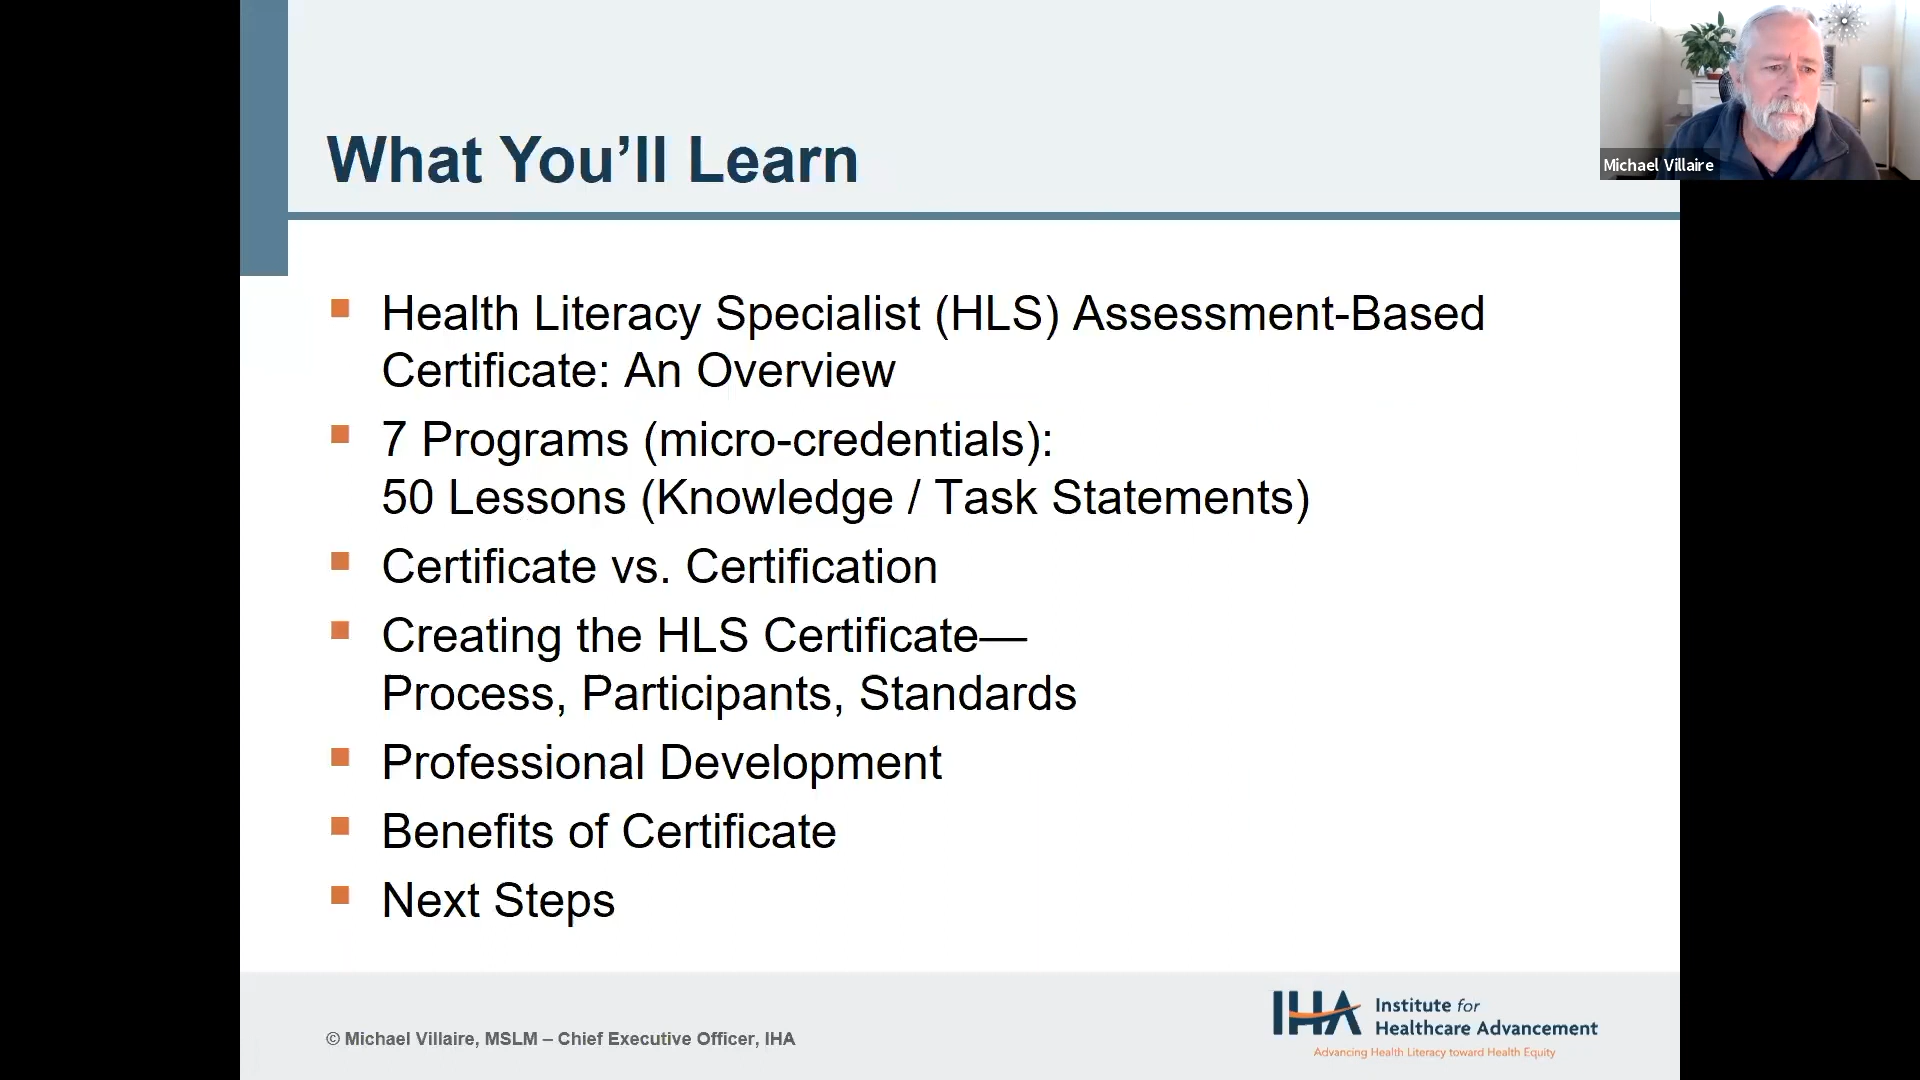 What You’ll Learn
Michael Villaire
Health Literacy Specialist (HLS) Assessment-Based
Certificate: An Overview
7 Programs (micro-credentials):
50 Lessons (Knowledge / Task Statements)
Certificate vs. Certification
Creating the HLS Certificate—
Process, Participants, Standards
Professional Development
Benefits of Certificate
Next Steps
© Michael Villaire, MSLM – Chief Executive Officer, IHA
IHA Institute for
Healthcare Advancement
Advancing Health Literacy toward Health Equity